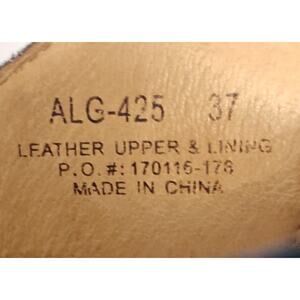 ALG-425 37
LEATHER UPPER & LINING
P.O. #: 170116-178
MADE IN CHINA